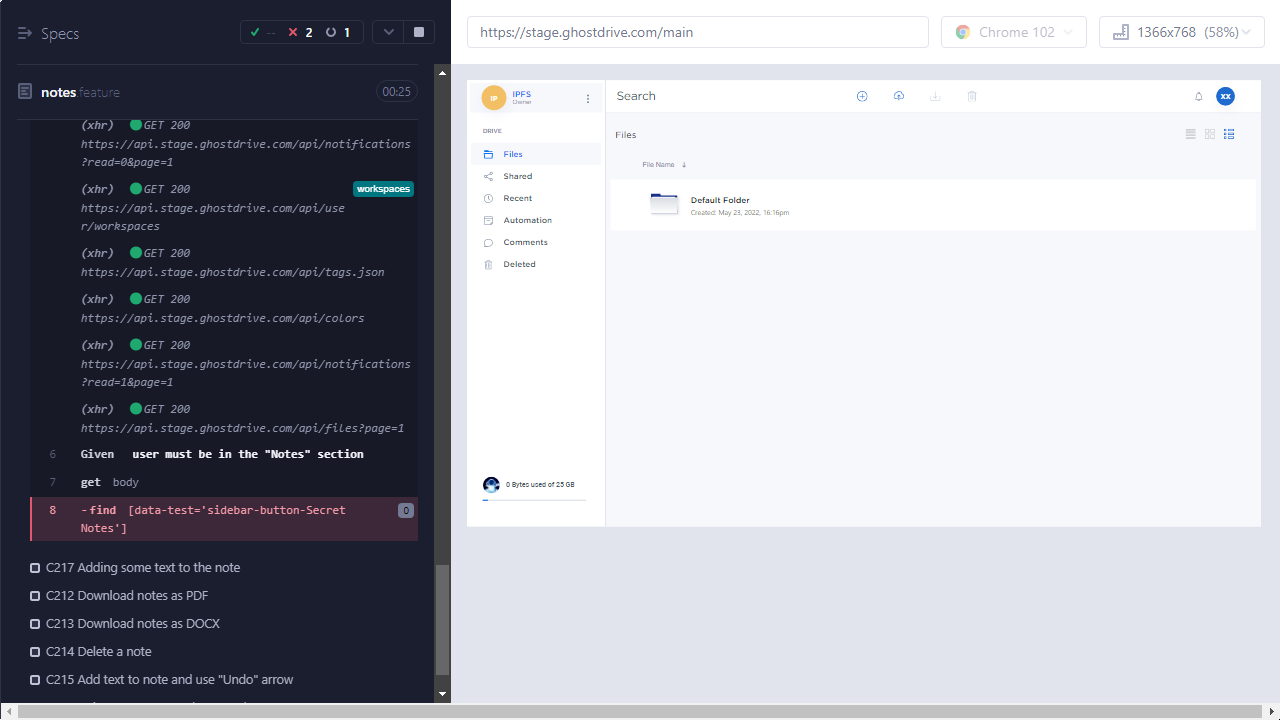 Specs
--
2
1
https://stage.ghostdrive.com/main
Chrome 102
1366x768 (58%)
notes.feature
00:25
(xhr) GET 200
https://api.stage.ghostdrive.com/api/notifications
?read=0&page=1
(xhr) GET 200
workspaces
https://api.stage.ghostdrive.com/api/use
r/workspaces
(xhr) GET 200
https://api.stage.ghostdrive.com/api/tags.json
(xhr) GET 200
https://api.stage.ghostdrive.com/api/colors
(xhr) GET 200
https://api.stage.ghostdrive.com/api/notifications
?read=1&page=1
(xhr) GET 200
https://api.stage.ghostdrive.com/api/files?page=1
6 Given user must be in the "Notes" section
7 get body
8 -find [data-test='sidebar-button-Secret
Notes']
0
C217 Adding some text to the note
C212 Download notes as PDF
C213 Download notes as DOCX
C214 Delete a note
C215 Add text to note and use "Undo" arrow
IP
IPFS
Owner
DRIVE
Files
Shared
Recent
Automation
Comments
Deleted
0 Bytes used of 25 GB
Search
XX
Files
File Name ↓
Default Folder
Created: May 23, 2022, 16:16pm